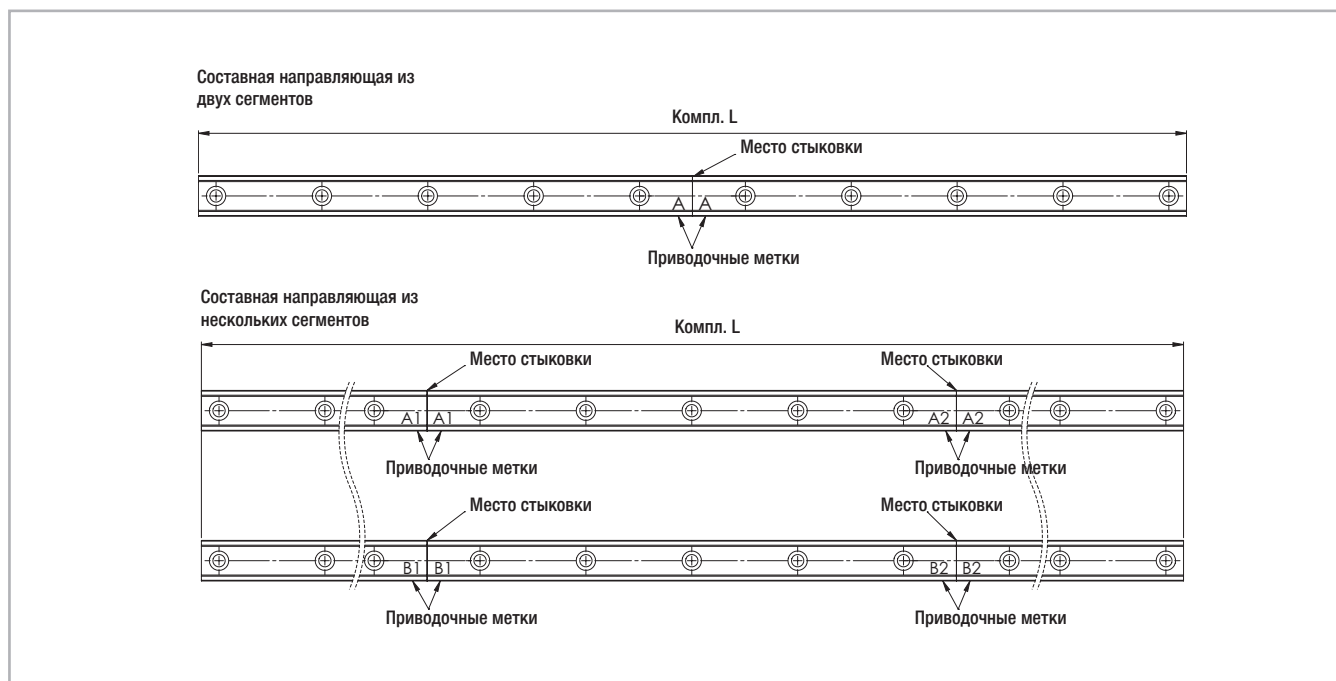 Составная направляющая из
двух сегментов
Компл. L
Место стыковки
A A
Приводочные метки
Составная направляющая из
нескольких сегментов
Компл. L
Место стыковки Место стыковки
A1 A1 A2 A2
Приводочные метки Приводочные метки
Место стыковки Место стыковки
B1 B1 B2 B2
Приводочные метки Приводочные метки